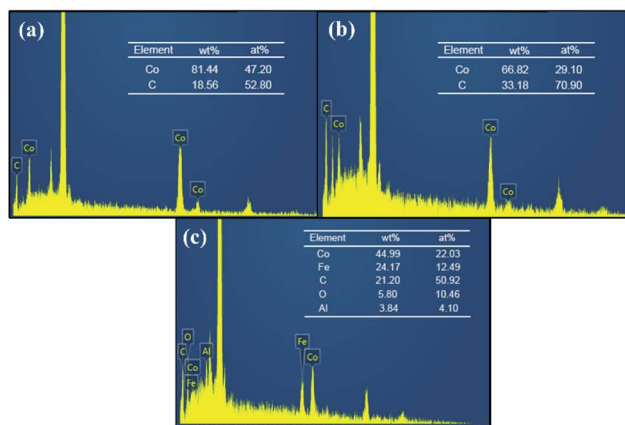 (a)
Element wt% at%
Co 81.44 47.20
C 18.56 52.80
C
Co
Co
Co
(b)
Element wt% at%
Co 66.82 29.10
C 33.18 70.90
C
Co
Co
Co
(c)
Element wt% at%
Co 44.99 22.03
Fe 24.17 12.49
C 21.20 50.92
O 5.80 10.46
Al 3.84 4.10
O
C
Al
Co
Fe
Fe
Co